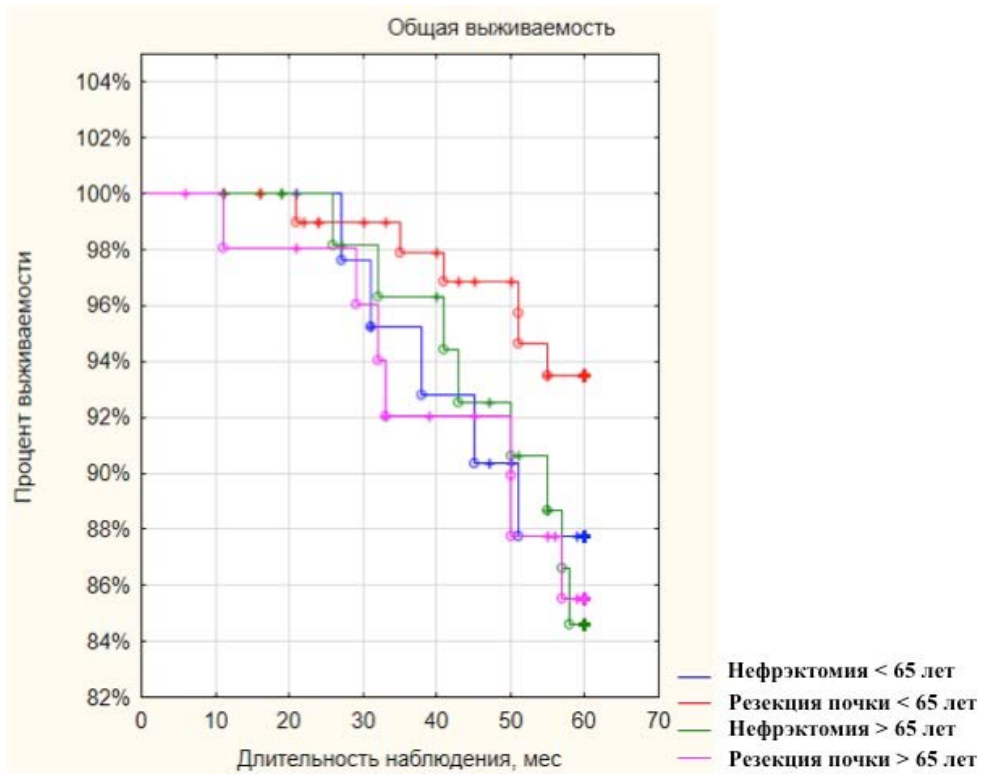 Общая выживаемость
104%
102%
100%
98%
96%
94%
92%
90%
88%
86%
84%
82%
Процент выживаемости
0 10 20 30 40 50 60 70
Длительность наблюдения, мес
Нефрэктомия < 65 лет
Резекция почки < 65 лет
Нефрэктомия > 65 лет
Резекция почки > 65 лет